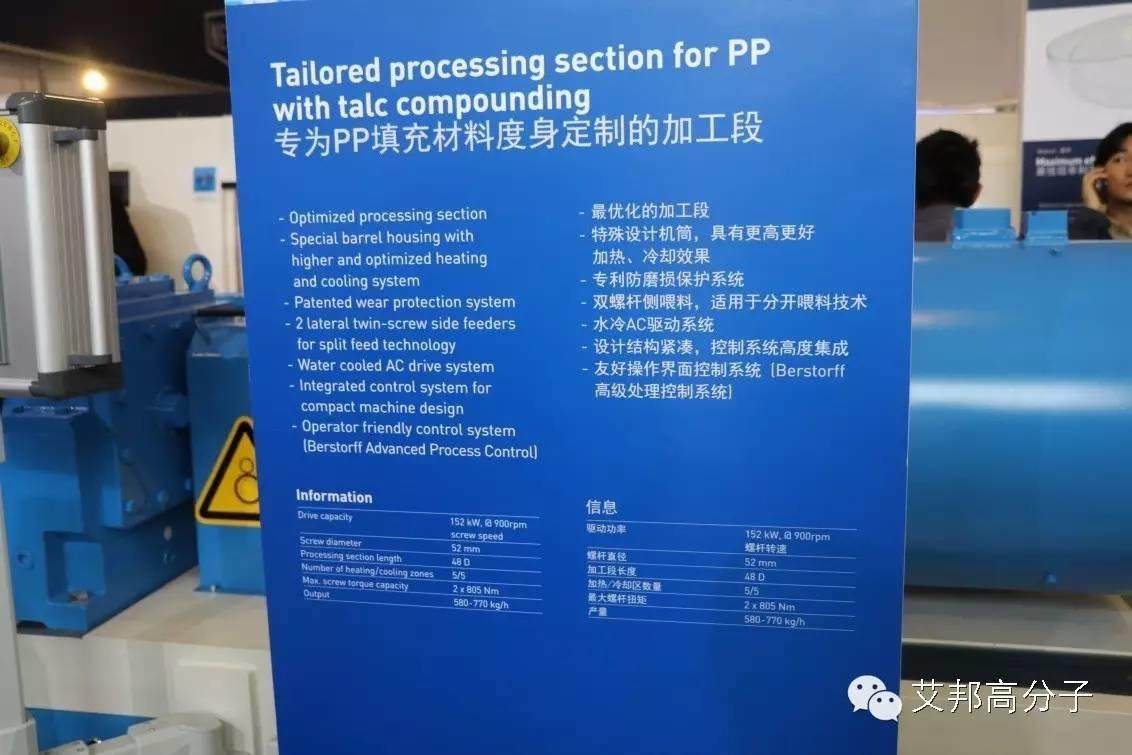 Tailored processing section for PP
with talc compounding
专为PP填充材料度身定制的加工段
- Optimized processing section
- Special barrel housing with
higher and optimized heating
and cooling system
- Patented wear protection system
- 2 lateral twin-screw side feeders
for split feed technology
- Water cooled AC drive system
- Integrated control system for
compact machine design
- Operator friendly control system
(Berstorff Advanced Process Control)
- 最优化的加工段
- 特殊设计机筒，具有更高更好
加热、冷却效果
- 专利防磨损保护系统
- 双螺杆侧喂料，适用于分开喂料技术
- 水冷AC驱动系统
- 设计结构紧凑，控制系统高度集成
- 友好操作界面控制系统 (Berstorff
高级处理控制系统)
Information
Drive capacity 152 kW, @ 900rpm
screw speed
Screw diameter 52 mm
Processing section length 48 D
Number of heating/cooling zones 5/5
Max. screw torque capacity 2 x 805 Nm
Output 580-770 kg/h
信息
驱动功率 152 kW, @ 900rpm
螺杆转速
螺杆直径 52 mm
加工段长度 48 D
加热/冷却区数量 5/5
最大螺杆扭矩 2 x 805 Nm
产量 580-770 kg/h
艾邦高分子